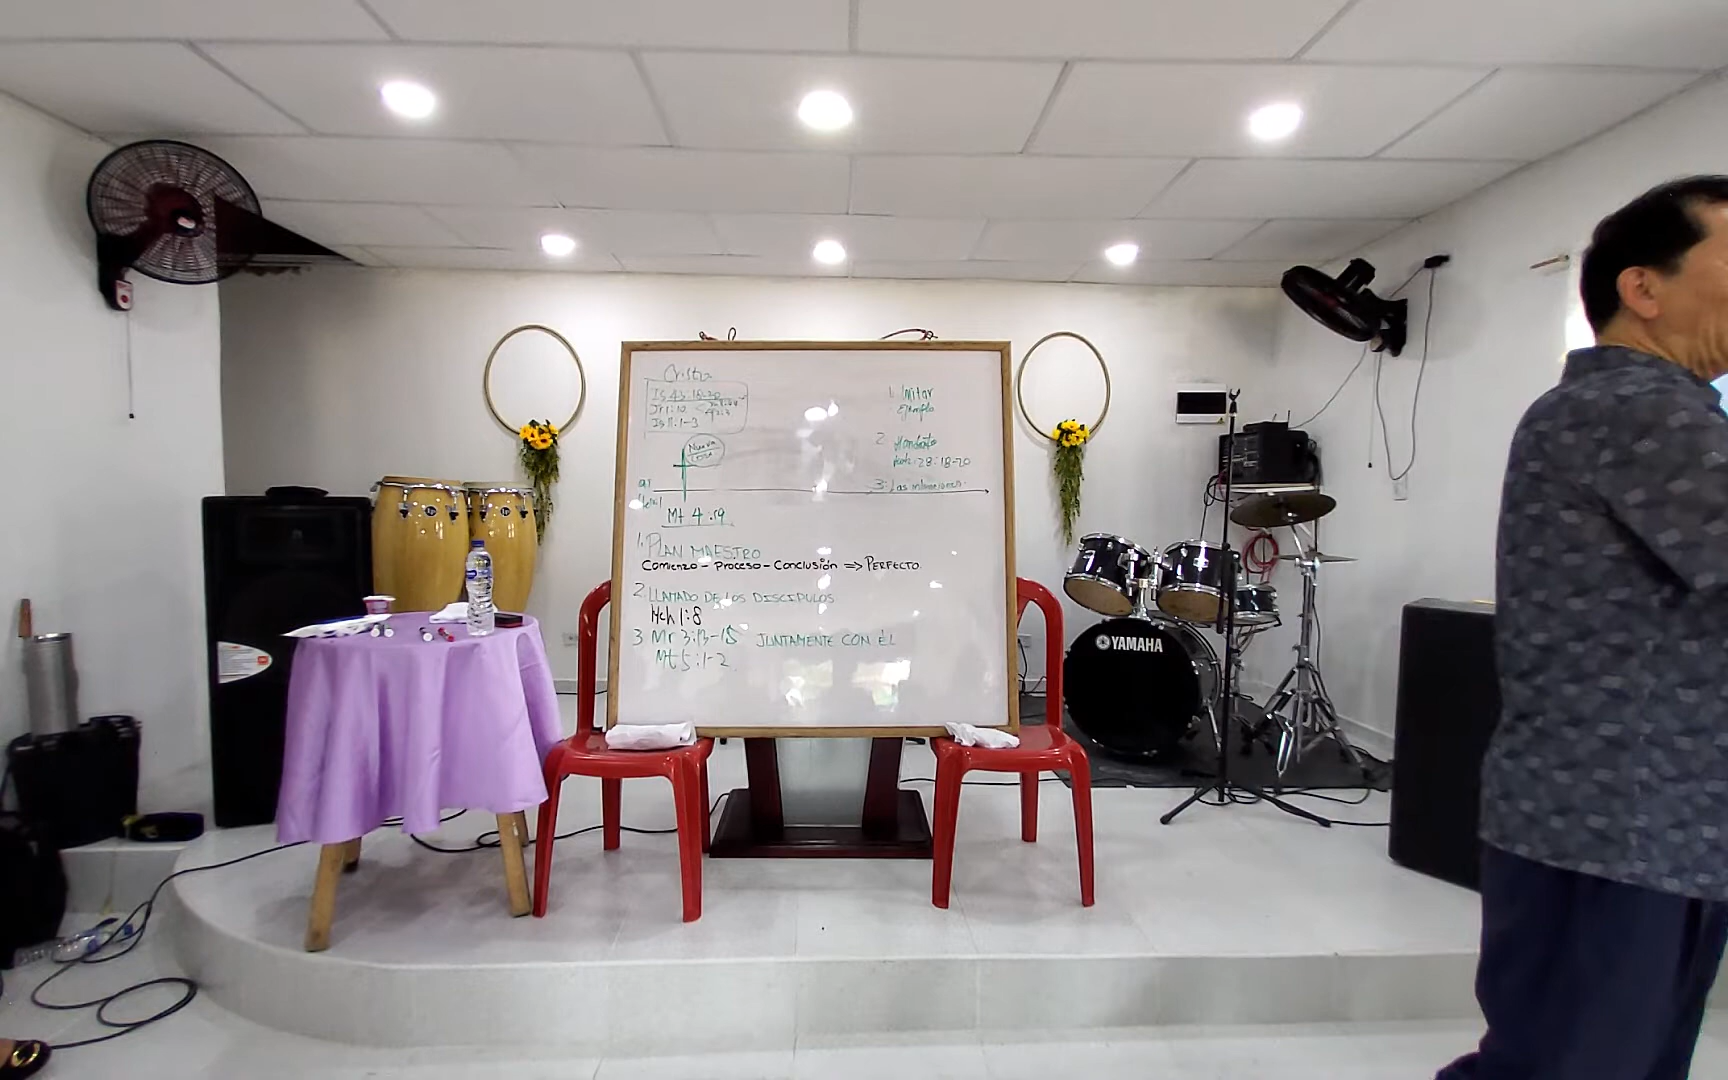 Cristo
Is 43:18-20
Jr 1:10
Is 11:1-3
Nueva
Cosa
1. Imitar
Ejemplo
2.
28:18-20
3. Las
Mt 4:19
1. PLAN MAESTRO
COMIENZO - PROCESO - CONCLUSIÓN => PERFECTO.
2. LLAMADO DE LOS DISCIPULOS
Hch 1:8
3 Mr 3:13-15 JUNTAMENTE CON ÉL
Mt 5:1-2.
YAMAHA